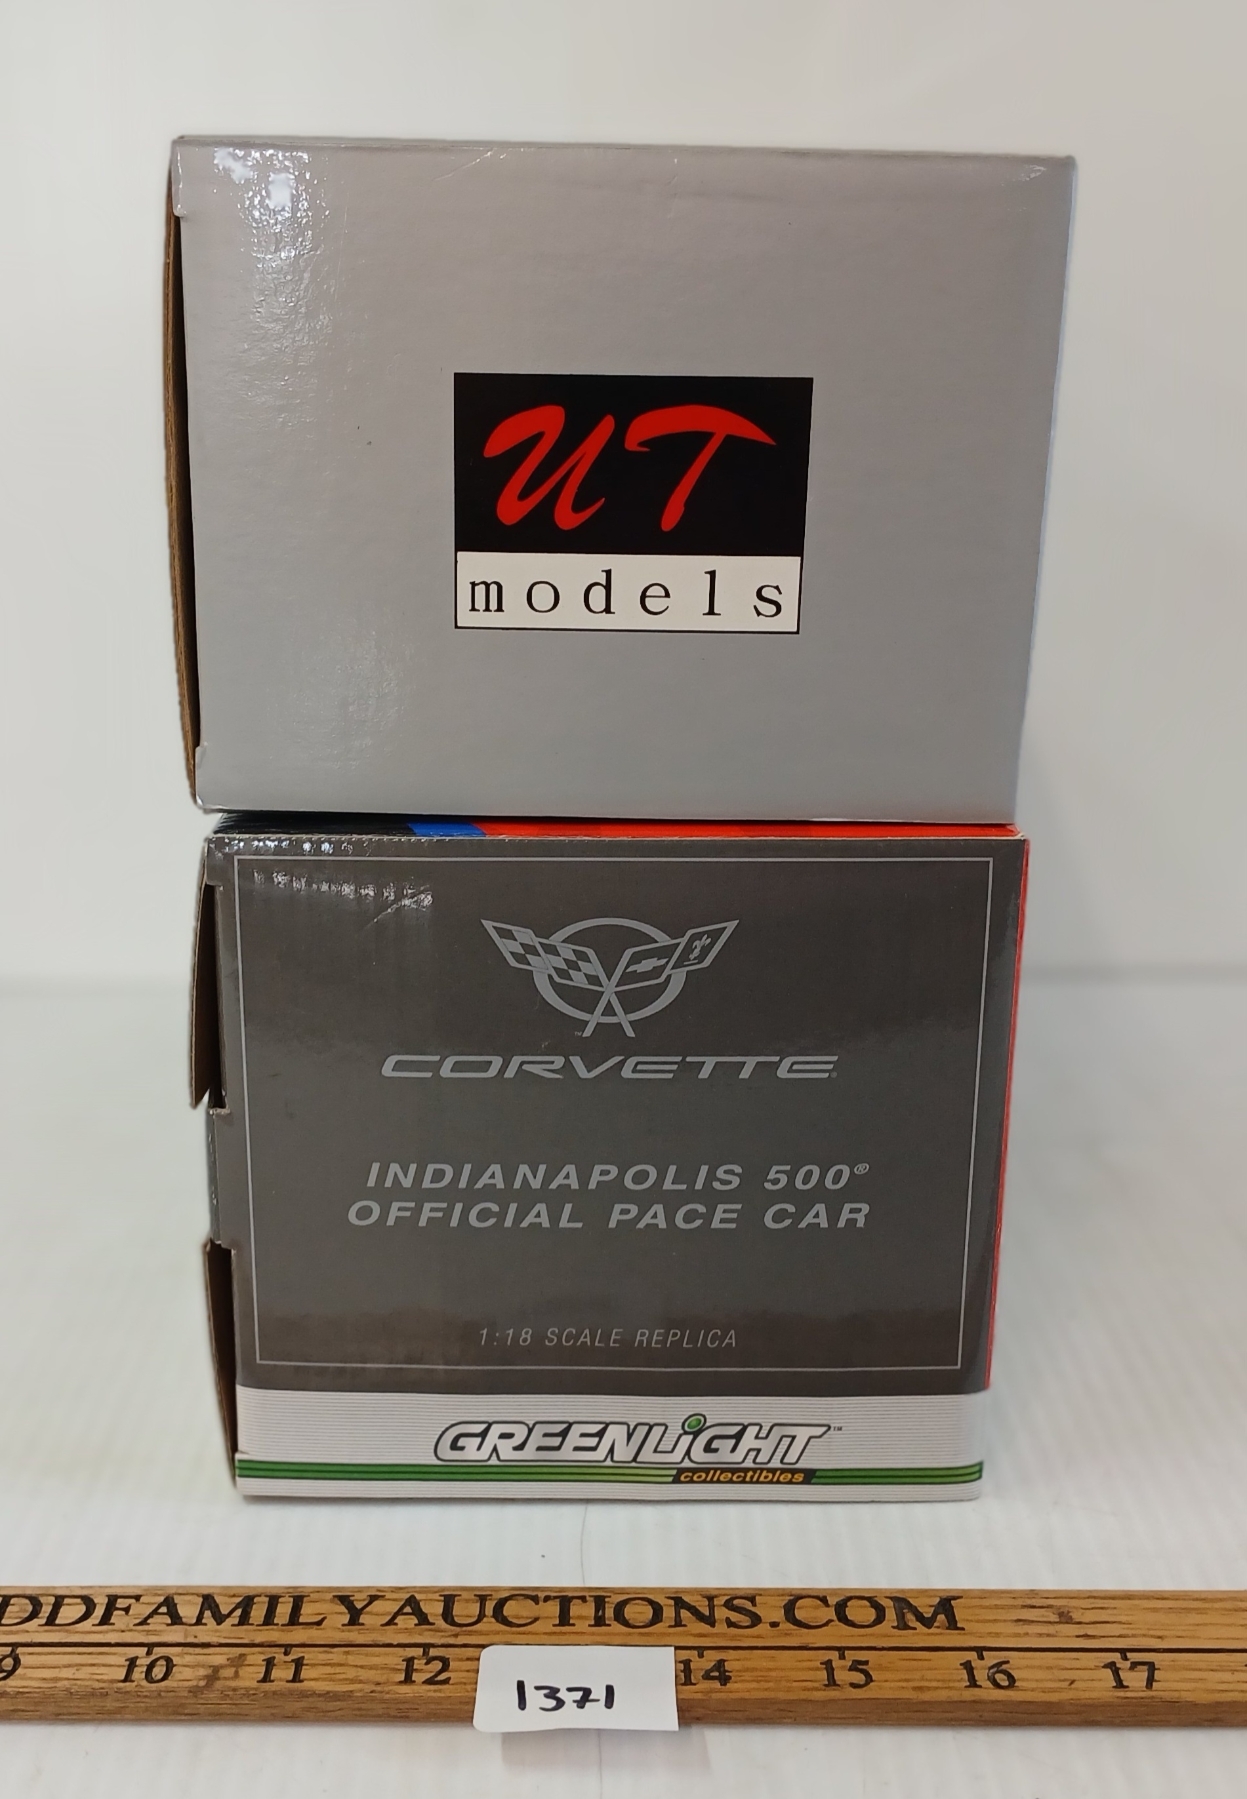 UT
models
CORVETTE
INDIANAPOLIS 500®
OFFICIAL PACE CAR
1:18 SCALE REPLICA
GREENLIGHT™
collectibles
DDFAMILYAUCTIONS.COM
9 10 11 12 14 15 16 17
1371